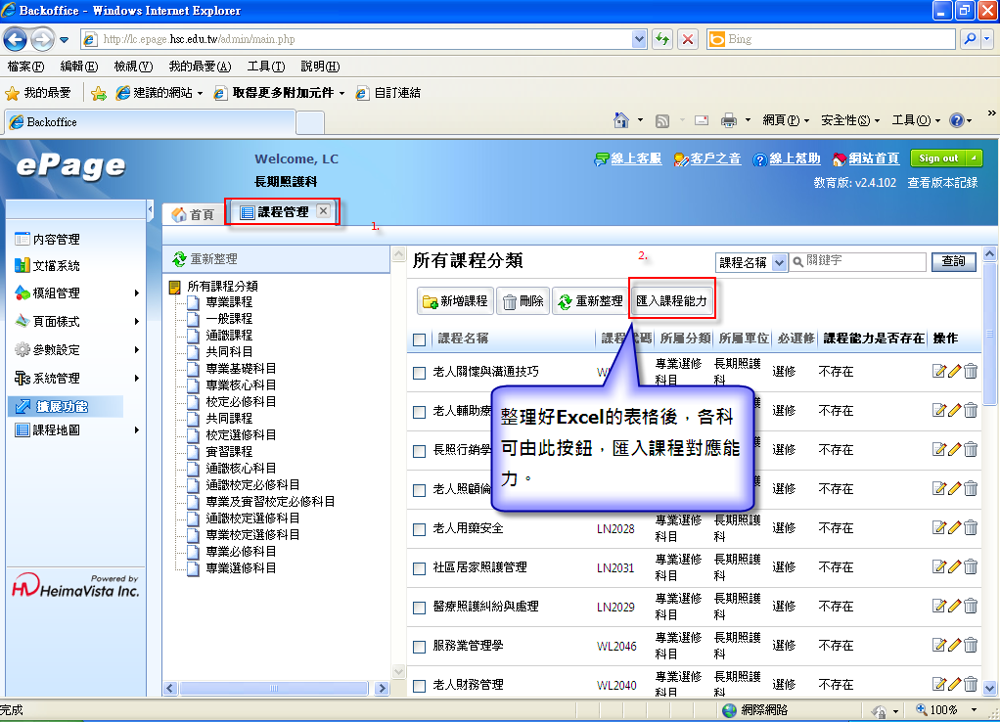 Backoffice - Windows Internet Explorer
http://lc.epage.hsc.edu.tw/admin/main.php
Bing
檔案(F) 編輯(E) 檢視(V) 我的最愛(A) 工具(T) 說明(H)
我的最愛 建議的網站 取得更多附加元件 自訂連結
Backoffice 網頁(P) 安全性(S) 工具(O) »
ePage
Welcome, LC
長期照護科
線上客服 客戶之音 線上幫助 網站首頁 Sign out
教育版: v2.4.102 查看版本記錄
首頁 課程管理
1.
內容管理
文檔系統
模組管理
頁面樣式
參數設定
系統管理
擴展功能
課程地圖
Powered by
HeimaVista Inc.
重新整理
所有課程分類
專業課程
一般課程
通識課程
共同科目
專業基礎科目
專業核心科目
校定必修科目
共同課程
校定選修科目
實習課程
通識核心科目
通識校定必修科目
專業及實習校定必修科目
通識校定選修科目
專業校定選修科目
專業必修科目
專業選修科目
所有課程分類
2.
課程名稱 關鍵字 查詢
新增課程 刪除 重新整理 匯入課程能力
課程名稱 課程代碼 所屬分類 所屬單位 必選修 課程能力是否存在 操作
老人關懷與溝通技巧 專業選修科目 長期照護科 選修 不存在
老人輔助療 選修 不存在
長照行銷學 選修 不存在
老人照顧倫 選修 不存在
整理好Excel的表格後，各科
可由此按鈕，匯入課程對應能
力。
老人用藥安全 LN2028 專業選修科目 長期照護科 選修 不存在
社區居家照護管理 LN2031 專業選修科目 長期照護科 選修 不存在
醫療照護糾紛與處理 LN2029 專業選修科目 長期照護科 選修 不存在
服務業管理學 WL2046 專業選修科目 長期照護科 選修 不存在
老人財務管理 WL2040 專業選修科目 長期照護科 選修 不存在
完成 網際網路 100%